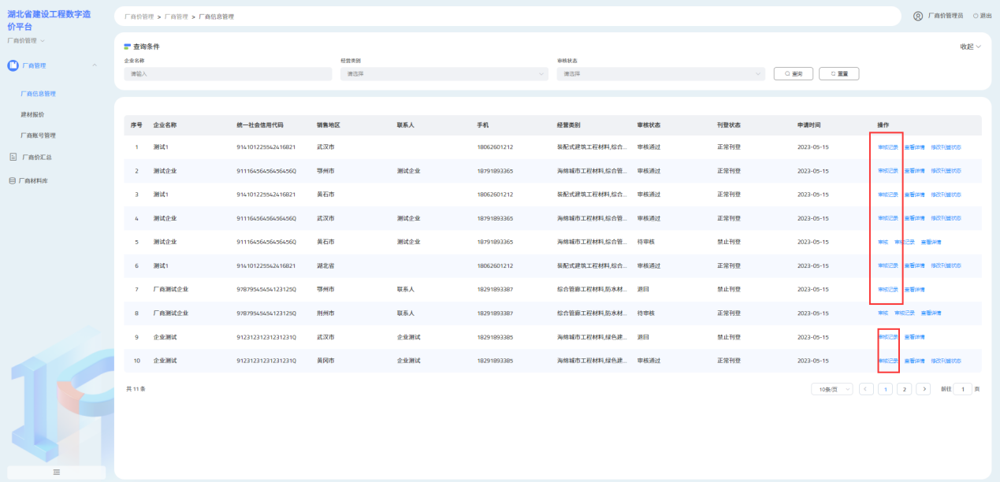 湖北省建设工程数字造
价平台
厂商价管理
厂商管理
厂商信息管理
建材报价
厂商账号管理
厂商价汇总
厂商材料库
厂商价管理 > 厂商管理 > 厂商信息管理
厂商价管理员 退出
查询条件 收起
企业名称 经营类别 审核状态
请输入 请选择 请选择 查询 重置
序号 企业名称 统一社会信用代码 销售地区 联系人 手机 经营类别 审核状态 刊登状态 申请时间 操作
1 测试1 914101225542416821 武汉市 18062601212 装配式建筑工程材料,综合... 审核通过 正常刊登 2023-05-15 审核记录 查看详情 修改刊登状态
2 测试企业 91116456456456456Q 鄂州市 测试企业 18791893365 海绵城市工程材料,综合管... 审核通过 正常刊登 2023-05-15 审核记录 查看详情 修改刊登状态
3 测试1 914101225542416821 黄石市 18062601212 装配式建筑工程材料,综合... 审核通过 正常刊登 2023-05-15 审核记录 查看详情 修改刊登状态
4 测试企业 91116456456456456Q 武汉市 测试企业 18791893365 海绵城市工程材料,综合管... 审核通过 正常刊登 2023-05-15 审核记录 查看详情 修改刊登状态
5 测试企业 91116456456456456Q 黄石市 测试企业 18791893365 海绵城市工程材料,综合管... 待审核 禁止刊登 2023-05-15 审核 审核记录 查看详情
6 测试1 914101225542416821 湖北省 18062601212 装配式建筑工程材料,综合... 审核通过 正常刊登 2023-05-15 审核记录 查看详情 修改刊登状态
7 厂商测试企业 97879545454123125Q 鄂州市 联系人 18291893387 综合管廊工程材料,防水材... 退回 禁止刊登 2023-05-15 审核记录 查看详情
8 厂商测试企业 97879545454123125Q 荆州市 联系人 18291893387 综合管廊工程材料,防水材... 待审核 正常刊登 2023-05-15 审核 审核记录 查看详情
9 企业测试 91231231231231231Q 武汉市 企业测试 18291893385 海绵城市工程材料,绿色建... 退回 禁止刊登 2023-05-15 审核记录 查看详情
10 企业测试 91231231231231231Q 黄冈市 企业测试 18291893385 海绵城市工程材料,绿色建... 审核通过 正常刊登 2023-05-15 审核记录 查看详情 修改刊登状态
共 11 条 10条/页 < 1 2 > 前往 1 页